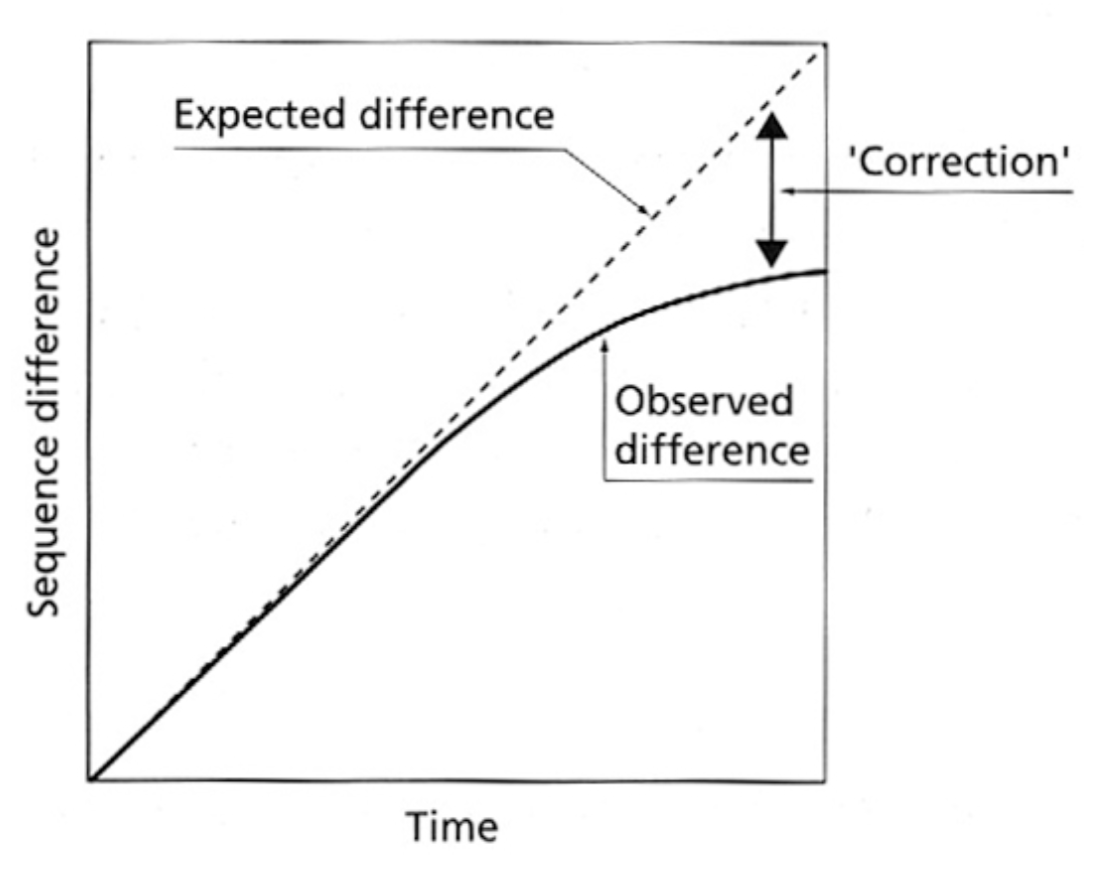 Expected difference
'Correction'
Observed
difference
Sequence difference
Time